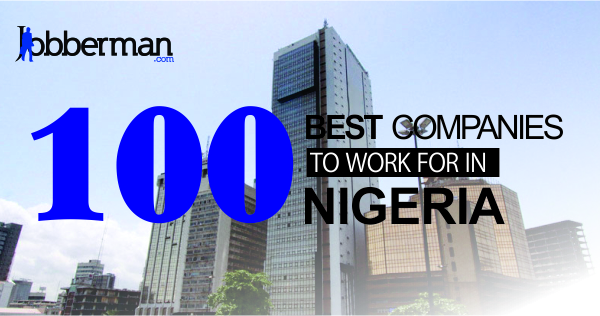 Jobberman
.com
100
BEST COMPANIES
TO WORK FOR IN
NIGERIA